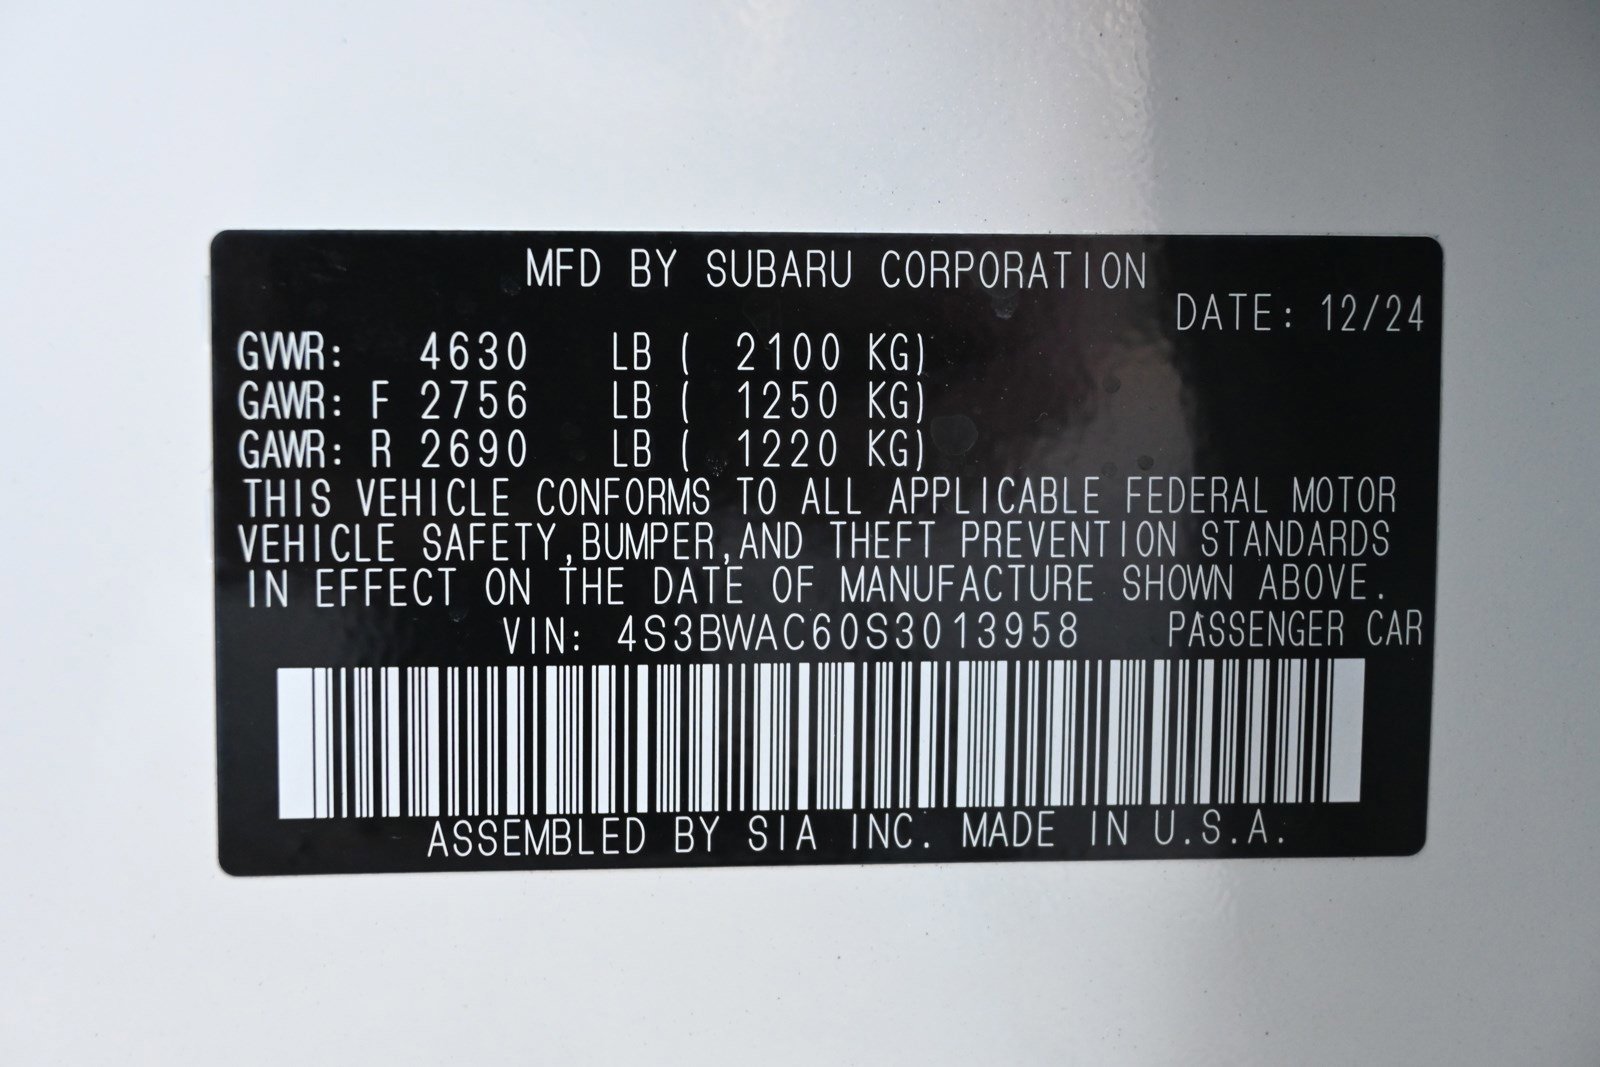 MFD BY SUBARU CORPORATION
DATE: 12/24
GVWR: 4630 LB ( 2100 KG)
GAWR: F 2756 LB ( 1250 KG)
GAWR: R 2690 LB ( 1220 KG)
THIS VEHICLE CONFORMS TO ALL APPLICABLE FEDERAL MOTOR
VEHICLE SAFETY,BUMPER,AND THEFT PREVENTION STANDARDS
IN EFFECT ON THE DATE OF MANUFACTURE SHOWN ABOVE.
VIN: 4S3BWAC60S3013958 PASSENGER CAR
ASSEMBLED BY SIA INC. MADE IN U.S.A.